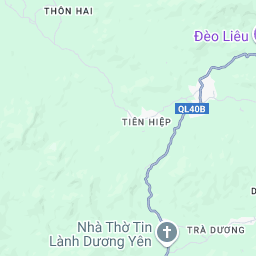 THÔN HAI
Đèo Liêu
QL40B
TIÊN HIỆP
Nhà Thờ Tin
Lành Dương Yên
TRÀ DƯƠNG
D